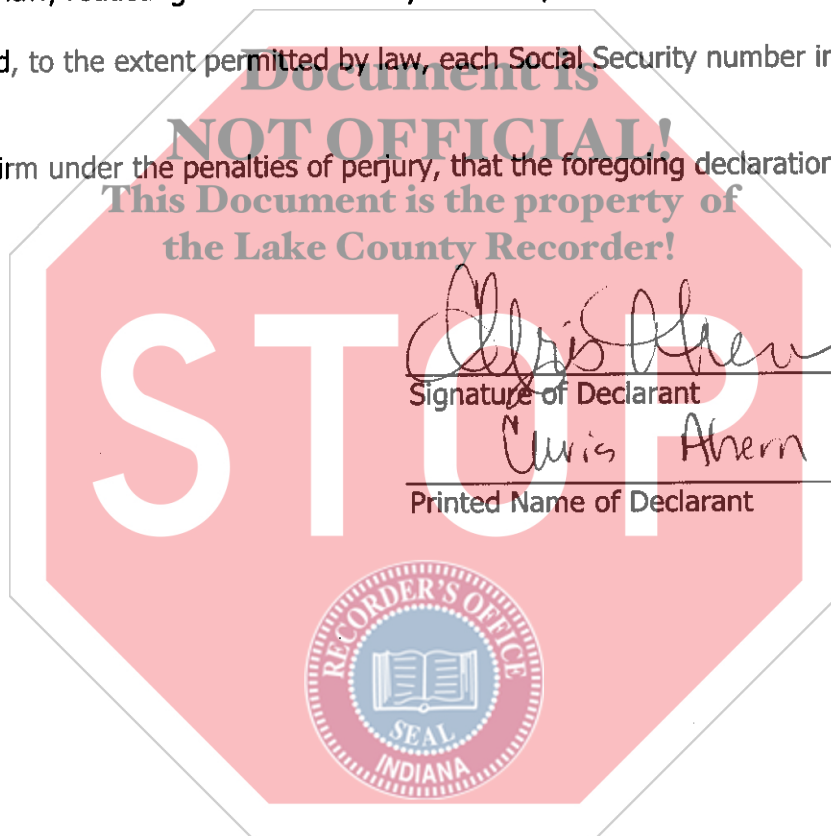 d, to the extent permitted by law, each Social Security number in
Document is
NOT OFFICIAL!
irm under the penalties of perjury, that the foregoing declaration
This Document is the property of
the Lake County Recorder!
STOP
Signature of Declarant
Chris Ahern
Printed Name of Declarant
RECORDER'S OFFICE
SEAL
INDIANA